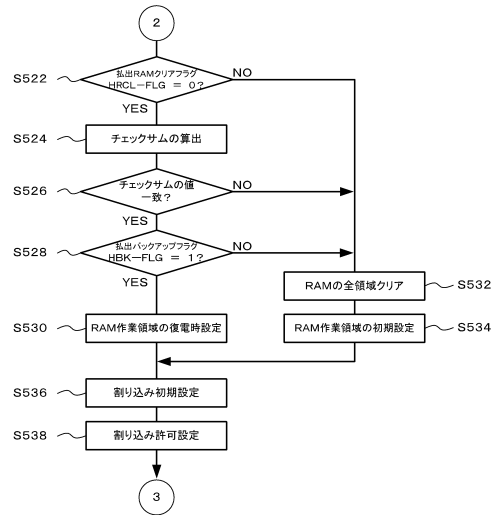 2
S522
払出RAMクリアフラグ
HRCL－FLG ＝ 0？
NO
YES
S524
チェックサムの算出
S526
チェックサムの値
一致？
NO
YES
S528
払出バックアップフラグ
HBK－FLG ＝ 1？
NO
YES
RAMの全領域クリア
S532
S530
RAM作業領域の復電時設定
RAM作業領域の初期設定
S534
S536
割り込み初期設定
S538
割り込み許可設定
3